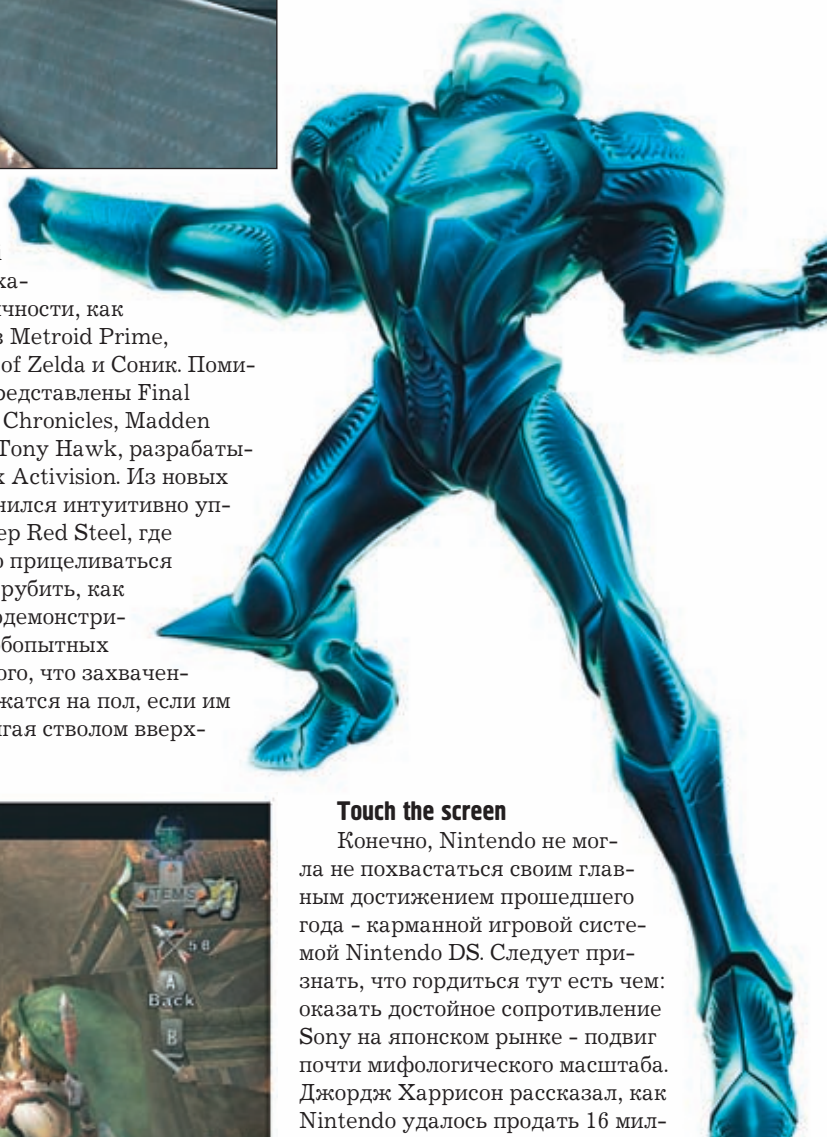 ха-
чности, как
в Metroid Prime,
of Zelda и Соник. Поми-
редставлены Final
Chronicles, Madden
Tony Hawk, разрабаты-
х Activision. Из новых
нился интуитивно уп-
ер Red Steel, где
о прицеливаться
рубить, как
одемонстри-
бопытных
ого, что захвачен-
жатся на пол, если им
гая стволом вверх-
ITEMS
58
A
Back
B
Touch the screen
Конечно, Nintendo не мог-
ла не похвастаться своим глав-
ным достижением прошедшего
года - карманной игровой систе-
мой Nintendo DS. Следует при-
знать, что гордиться тут есть чем:
оказать достойное сопротивление
Sony на японском рынке - подвиг
почти мифологического масштаба.
Джордж Харрисон рассказал, как
Nintendo удалось продать 16 мил-